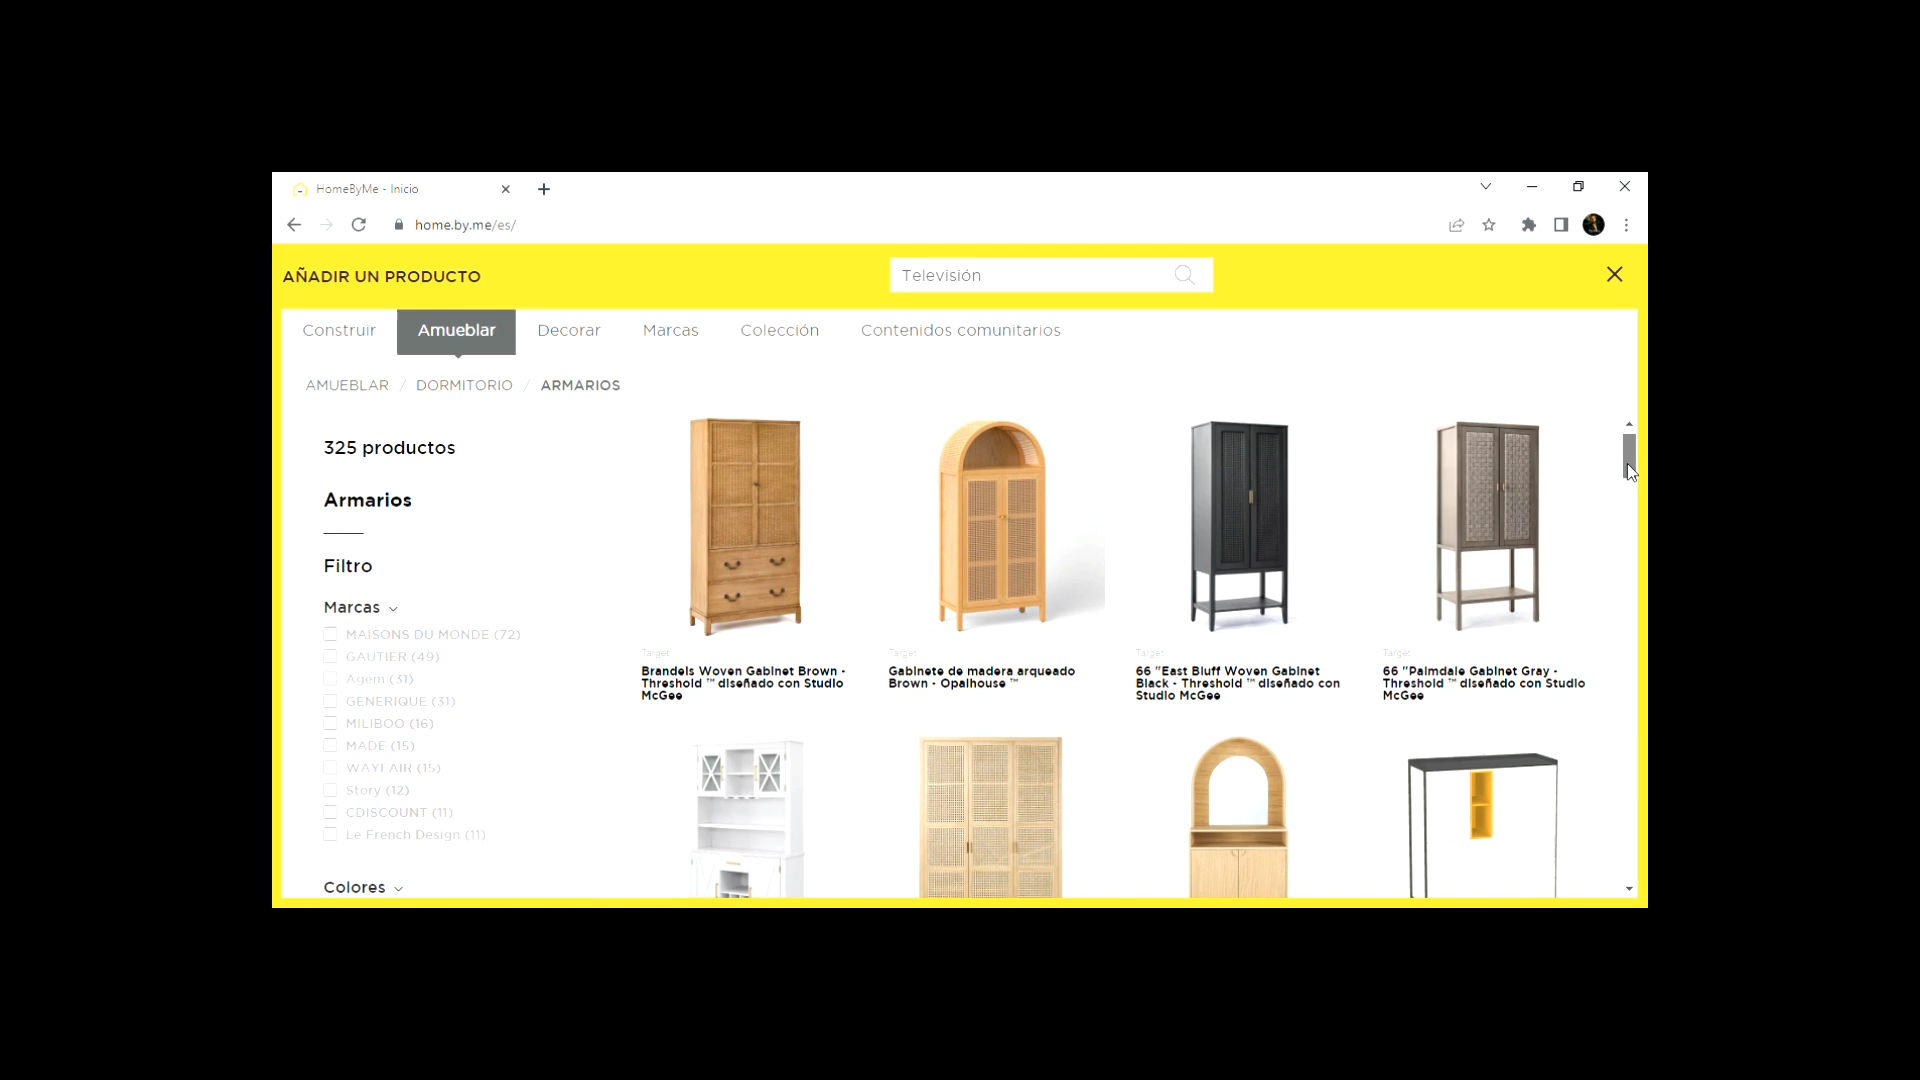 HomeByMe - Inicio
home.by.me/es/
AÑADIR UN PRODUCTO
Televisión
Construir
Amueblar
Decorar
Marcas
Colección
Contenidos comunitarios
AMUEBLAR / DORMITORIO / ARMARIOS
325 productos
Armarios
Filtro
Marcas
MAISONS DU MONDE (72)
GAUTIER (49)
Agem (31)
GENERIQUE (31)
MILIBOO (16)
MADE (15)
WAYFAIR (15)
Story (12)
CDISCOUNT (11)
Le French Design (11)
Colores
Target
Brandels Woven Gabinet Brown -
Threshold ™ diseñado con Studio
McGee
Target
Gabinete de madera arqueado
Brown - Opalhouse ™
Target
66 "East Bluff Woven Gabinet
Black - Threshold ™ diseñado con
Studio McGee
Target
66 "Palmdale Gabinet Gray -
Threshold ™ diseñado con Studio
McGee